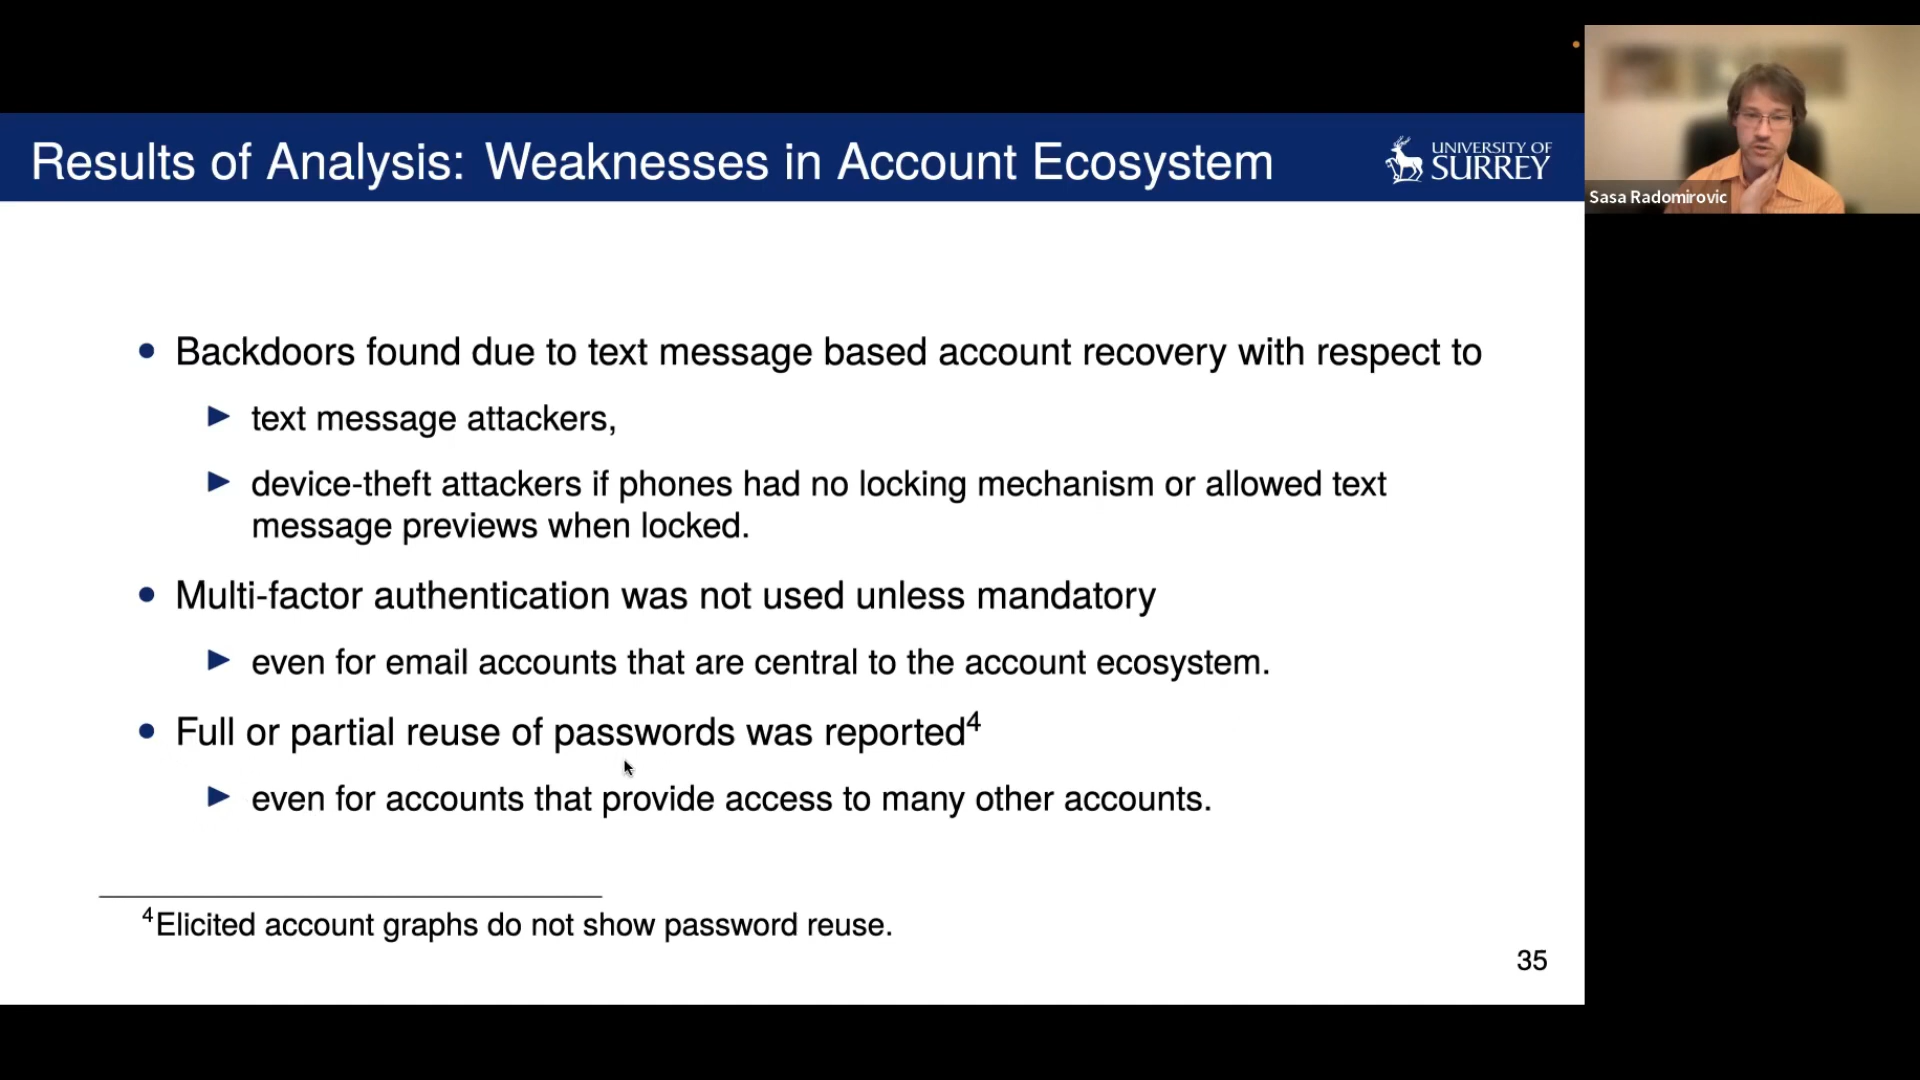 Results of Analysis: Weaknesses in Account Ecosystem
UNIVERSITY OF
SURREY
Sasa Radomirovic
• Backdoors found due to text message based account recovery with respect to
▶ text message attackers,
▶ device-theft attackers if phones had no locking mechanism or allowed text
message previews when locked.
• Multi-factor authentication was not used unless mandatory
▶ even for email accounts that are central to the account ecosystem.
• Full or partial reuse of passwords was reported⁴
▶ even for accounts that provide access to many other accounts.
⁴Elicited account graphs do not show password reuse.
35